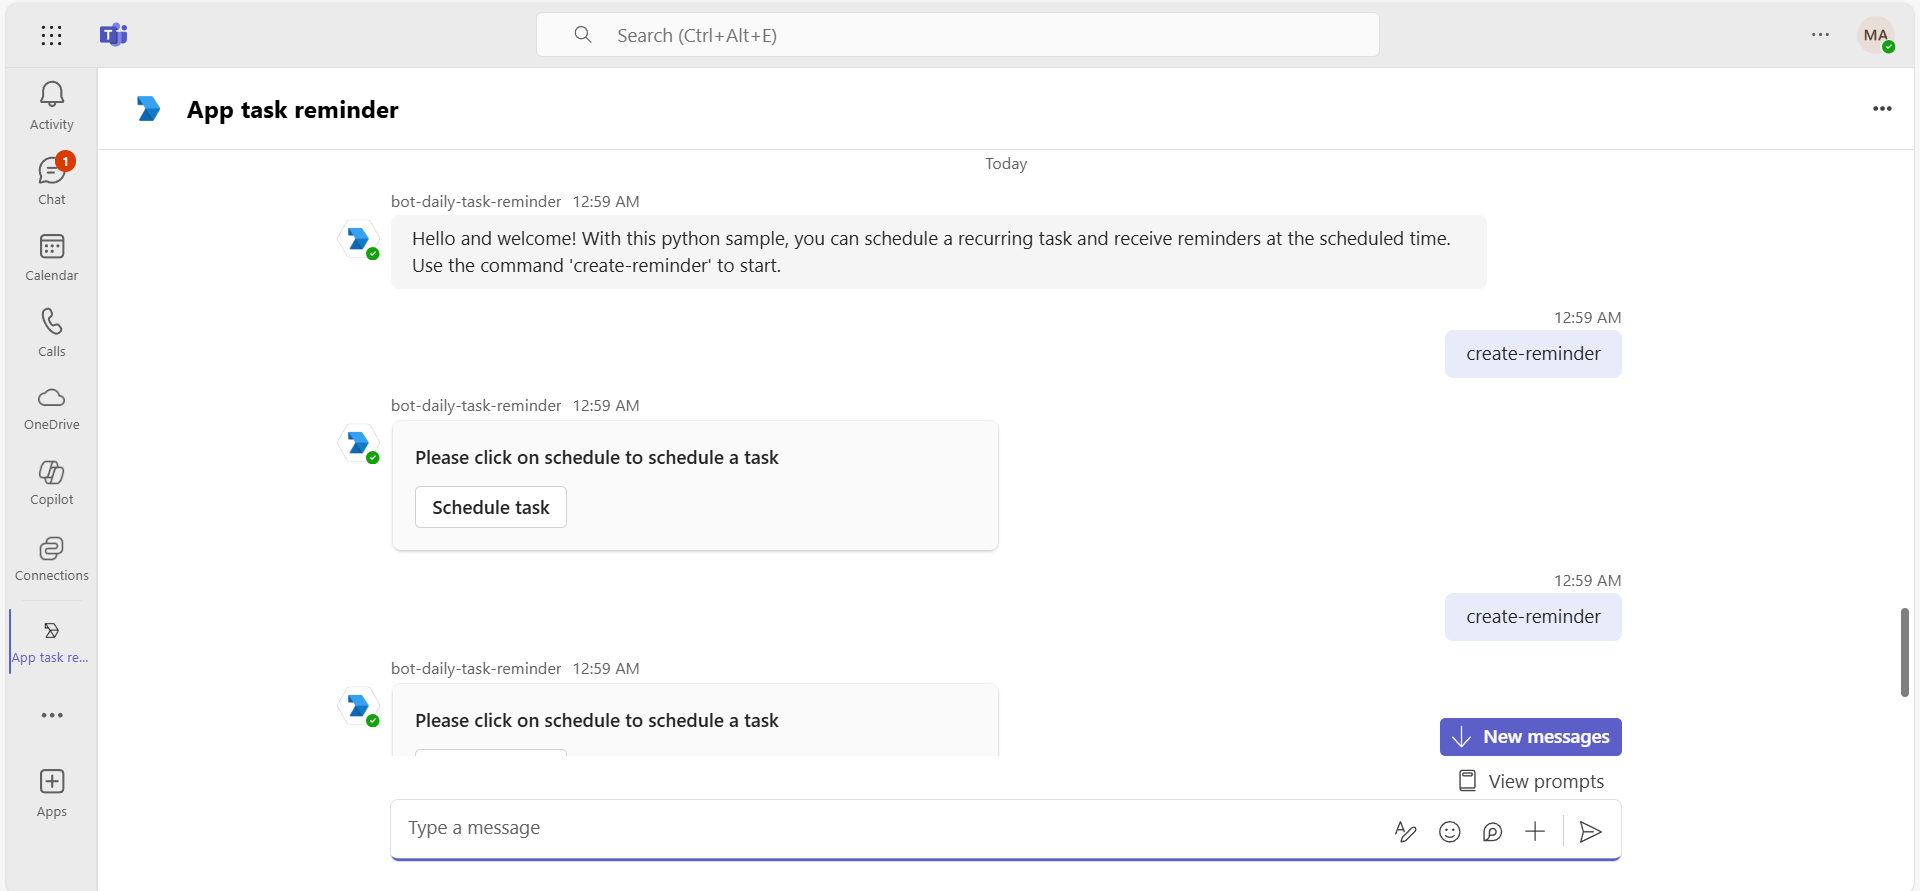 Search (Ctrl+Alt+E)
MA
Activity
1
Chat
Calendar
Calls
OneDrive
Copilot
Connections
App task re...
Apps
App task reminder
Today
bot-daily-task-reminder 12:59 AM
Hello and welcome! With this python sample, you can schedule a recurring task and receive reminders at the scheduled time.
Use the command 'create-reminder' to start.
12:59 AM
create-reminder
bot-daily-task-reminder 12:59 AM
Please click on schedule to schedule a task
Schedule task
12:59 AM
create-reminder
bot-daily-task-reminder 12:59 AM
Please click on schedule to schedule a task
New messages
View prompts
Type a message